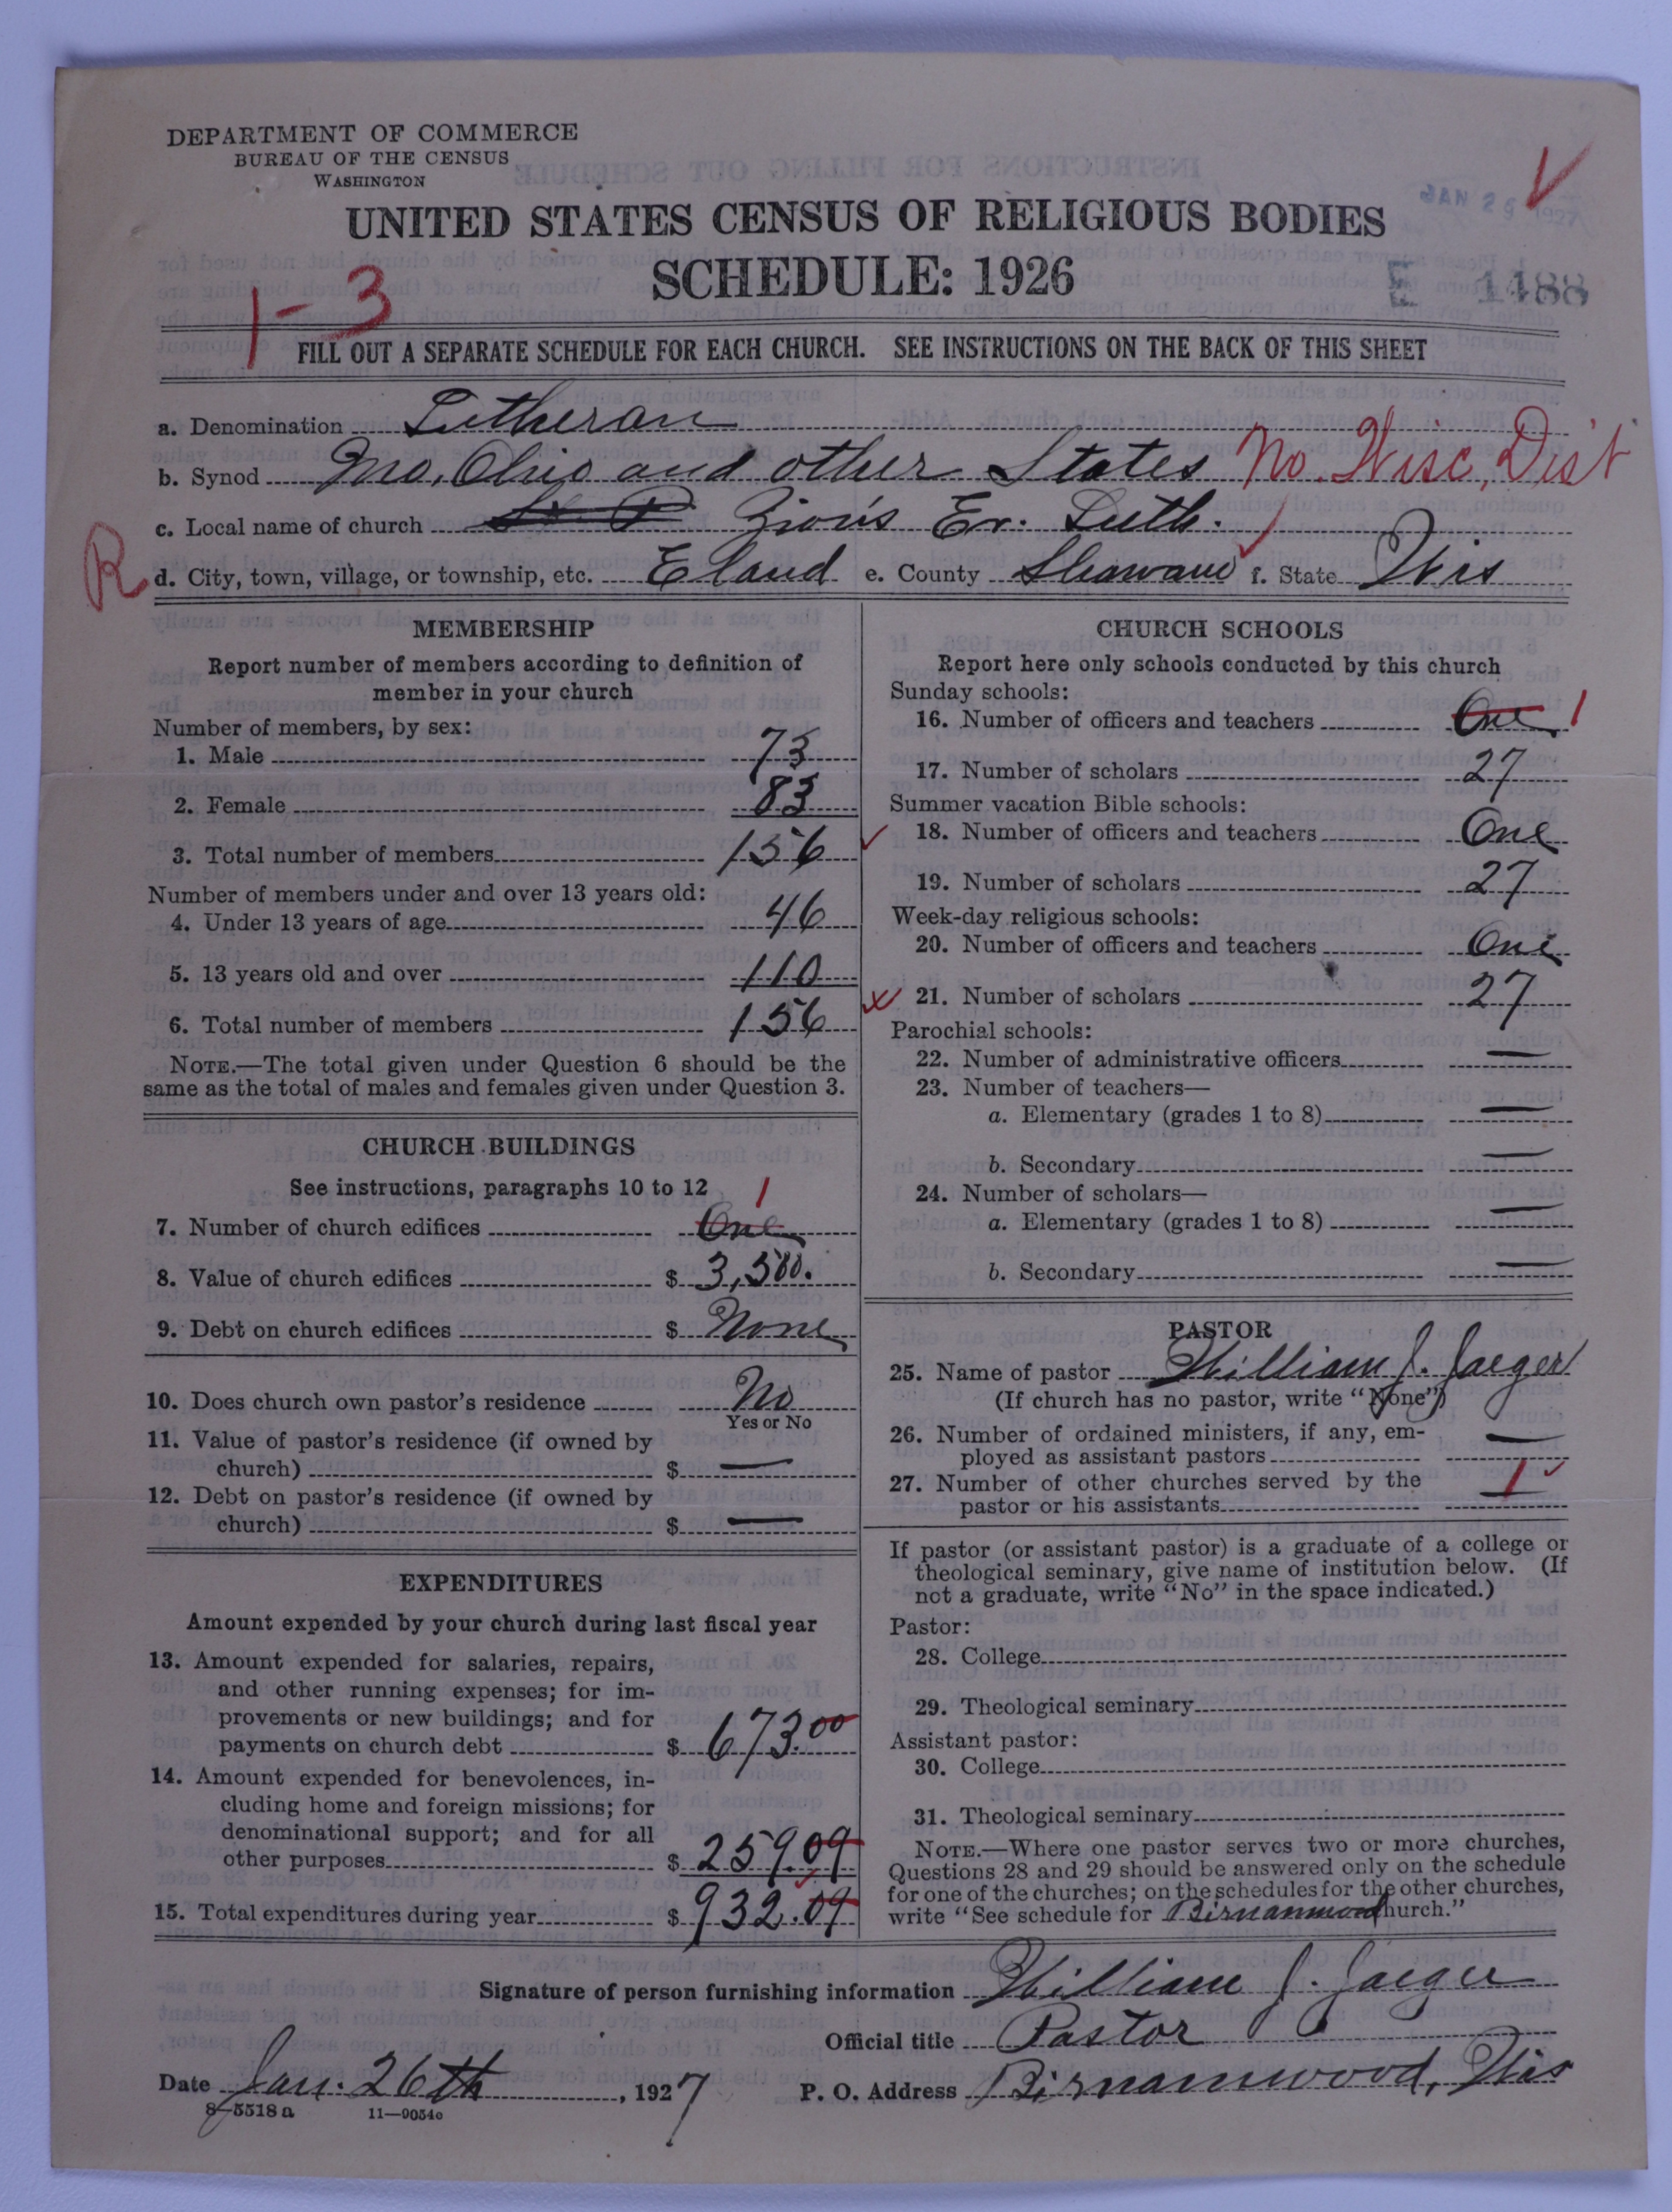 DEPARTMENT OF COMMERCE
BUREAU OF THE CENSUS
WASHINGTON
JAN 29 1927
UNITED STATES CENSUS OF RELIGIOUS BODIES
SCHEDULE: 1926
E 1188
1-3
FILL OUT A SEPARATE SCHEDULE FOR EACH CHURCH. SEE INSTRUCTIONS ON THE BACK OF THIS SHEET
a. Denomination Lutheran
b. Synod Mo, Ohio and other States No. Wisc. Dist
c. Local name of church Zion's Ev. Luth.
R
d. City, town, village, or township, etc. Eland e. County Shawano f. State Wis
MEMBERSHIP
Report number of members according to definition of
member in your church
Number of members, by sex:
1. Male 73
2. Female 83
3. Total number of members 156
Number of members under and over 13 years old:
4. Under 13 years of age 46
5. 13 years old and over 110
6. Total number of members 156
NOTE.—The total given under Question 6 should be the
same as the total of males and females given under Question 3.
CHURCH BUILDINGS
See instructions, paragraphs 10 to 12
7. Number of church edifices One 1
8. Value of church edifices $ 3,500.
9. Debt on church edifices $ None
10. Does church own pastor's residence No
Yes or No
11. Value of pastor's residence (if owned by
church) $ —
12. Debt on pastor's residence (if owned by
church) $ —
EXPENDITURES
Amount expended by your church during last fiscal year
13. Amount expended for salaries, repairs,
and other running expenses; for im-
provements or new buildings; and for
payments on church debt $ 673.00
14. Amount expended for benevolences, in-
cluding home and foreign missions; for
denominational support; and for all
other purposes $ 259.09
15. Total expenditures during year $ 932.09
CHURCH SCHOOLS
Report here only schools conducted by this church
Sunday schools:
16. Number of officers and teachers One 1
17. Number of scholars 27
Summer vacation Bible schools:
18. Number of officers and teachers One
19. Number of scholars 27
Week-day religious schools:
20. Number of officers and teachers One
21. Number of scholars 27
Parochial schools:
22. Number of administrative officers —
23. Number of teachers—
a. Elementary (grades 1 to 8) —
b. Secondary —
24. Number of scholars—
a. Elementary (grades 1 to 8) —
b. Secondary —
PASTOR
25. Name of pastor William J. Jaeger
(If church has no pastor, write "None")
26. Number of ordained ministers, if any, em-
ployed as assistant pastors —
27. Number of other churches served by the
pastor or his assistants 1
If pastor (or assistant pastor) is a graduate of a college or
theological seminary, give name of institution below. (If
not a graduate, write "No" in the space indicated.)
Pastor:
28. College
29. Theological seminary
Assistant pastor:
30. College
31. Theological seminary
NOTE.—Where one pastor serves two or more churches,
Questions 28 and 29 should be answered only on the schedule
for one of the churches; on the schedules for the other churches,
write "See schedule for Birnamwood church."
Signature of person furnishing information William J. Jaeger
Official title Pastor
Date Jan. 26th, 1927 P. O. Address Birnamwood, Wis
8-5518 a 11-9054c